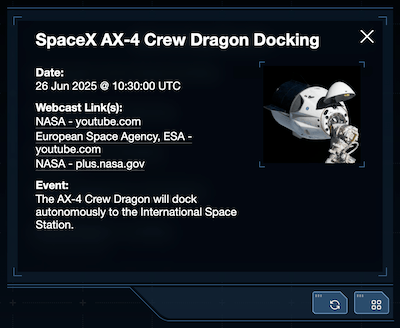 SpaceX AX-4 Crew Dragon Docking
Date:
26 Jun 2025 @ 10:30:00 UTC
Webcast Link(s):
NASA - youtube.com
European Space Agency, ESA -
youtube.com
NASA - plus.nasa.gov
Event:
The AX-4 Crew Dragon will dock
autonomously to the International Space
Station.